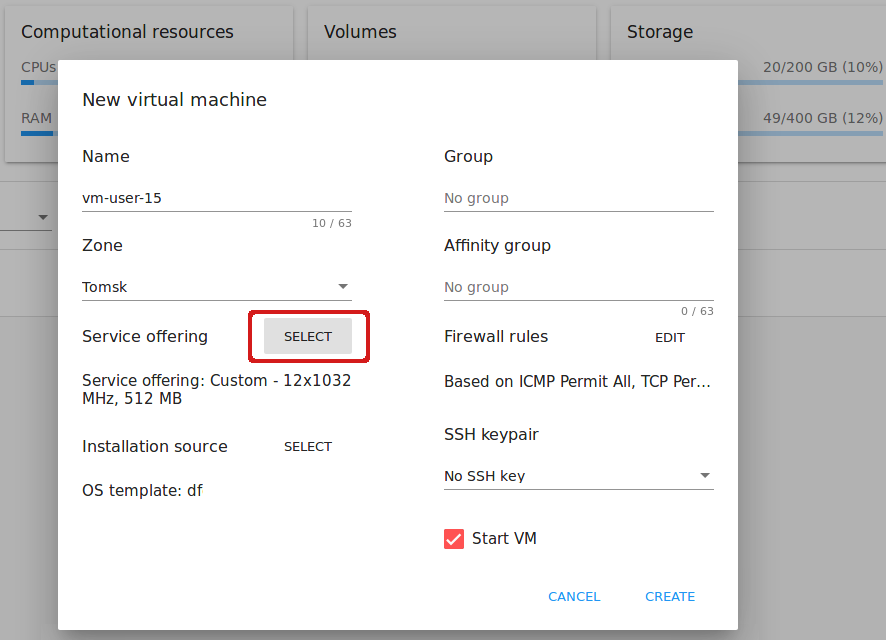 Computational resources
Volumes
Storage
CPUs
20/200 GB (10%)
RAM
49/400 GB (12%)
New virtual machine
Name
vm-user-15
10 / 63
Zone
Tomsk
Service offering
SELECT
Service offering: Custom - 12x1032
MHz, 512 MB
Installation source
SELECT
OS template: df
Group
No group
Affinity group
No group
0 / 63
Firewall rules
EDIT
Based on ICMP Permit All, TCP Per...
SSH keypair
No SSH key
Start VM
CANCEL
CREATE